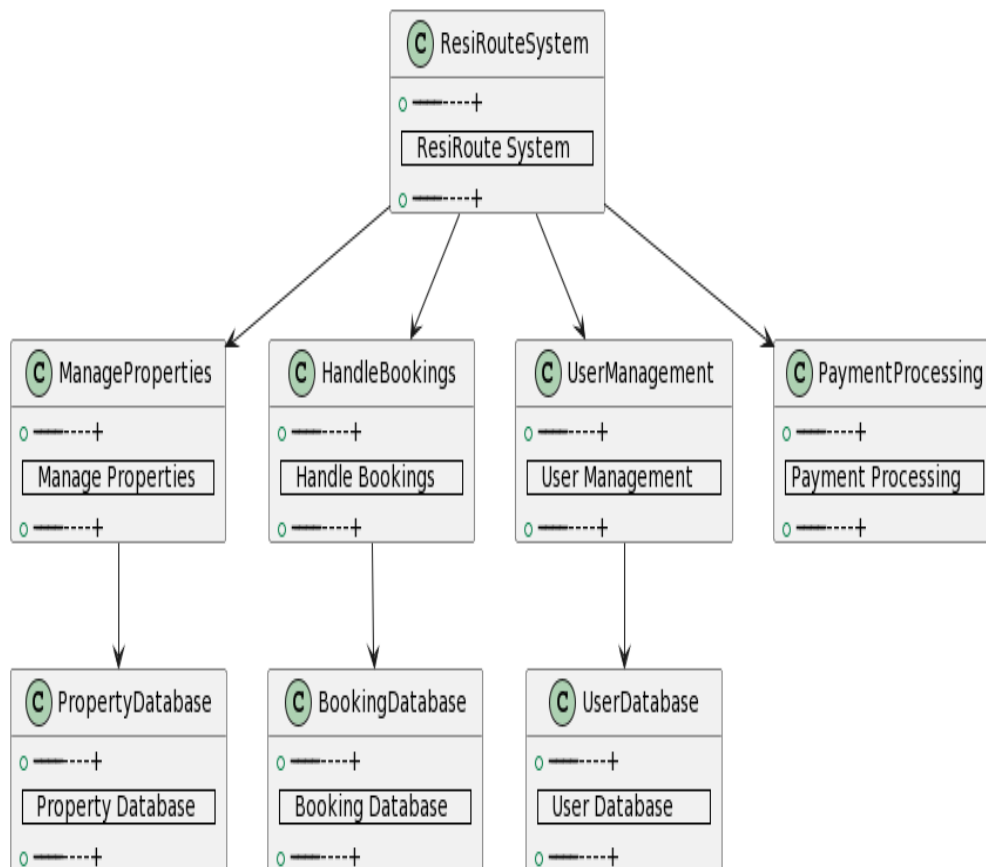 C ResiRouteSystem
ResiRoute System
C ManageProperties
Manage Properties
C HandleBookings
Handle Bookings
C UserManagement
User Management
C PaymentProcessing
Payment Processing
C PropertyDatabase
Property Database
C BookingDatabase
Booking Database
C UserDatabase
User Database